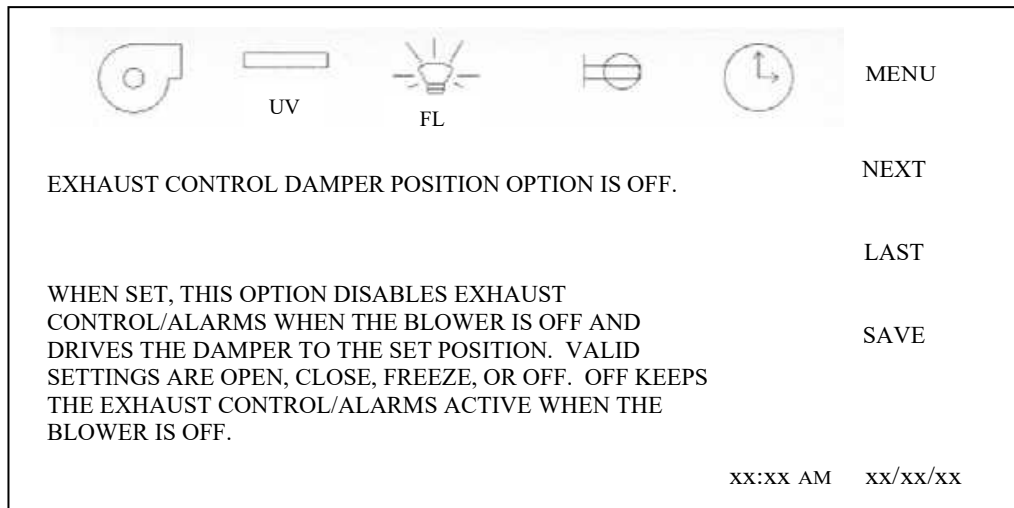 UV
FL
MENU
EXHAUST CONTROL DAMPER POSITION OPTION IS OFF.
NEXT
LAST
WHEN SET, THIS OPTION DISABLES EXHAUST
CONTROL/ALARMS WHEN THE BLOWER IS OFF AND
DRIVES THE DAMPER TO THE SET POSITION. VALID
SETTINGS ARE OPEN, CLOSE, FREEZE, OR OFF. OFF KEEPS
THE EXHAUST CONTROL/ALARMS ACTIVE WHEN THE
BLOWER IS OFF.
SAVE
xx:xx AM xx/xx/xx